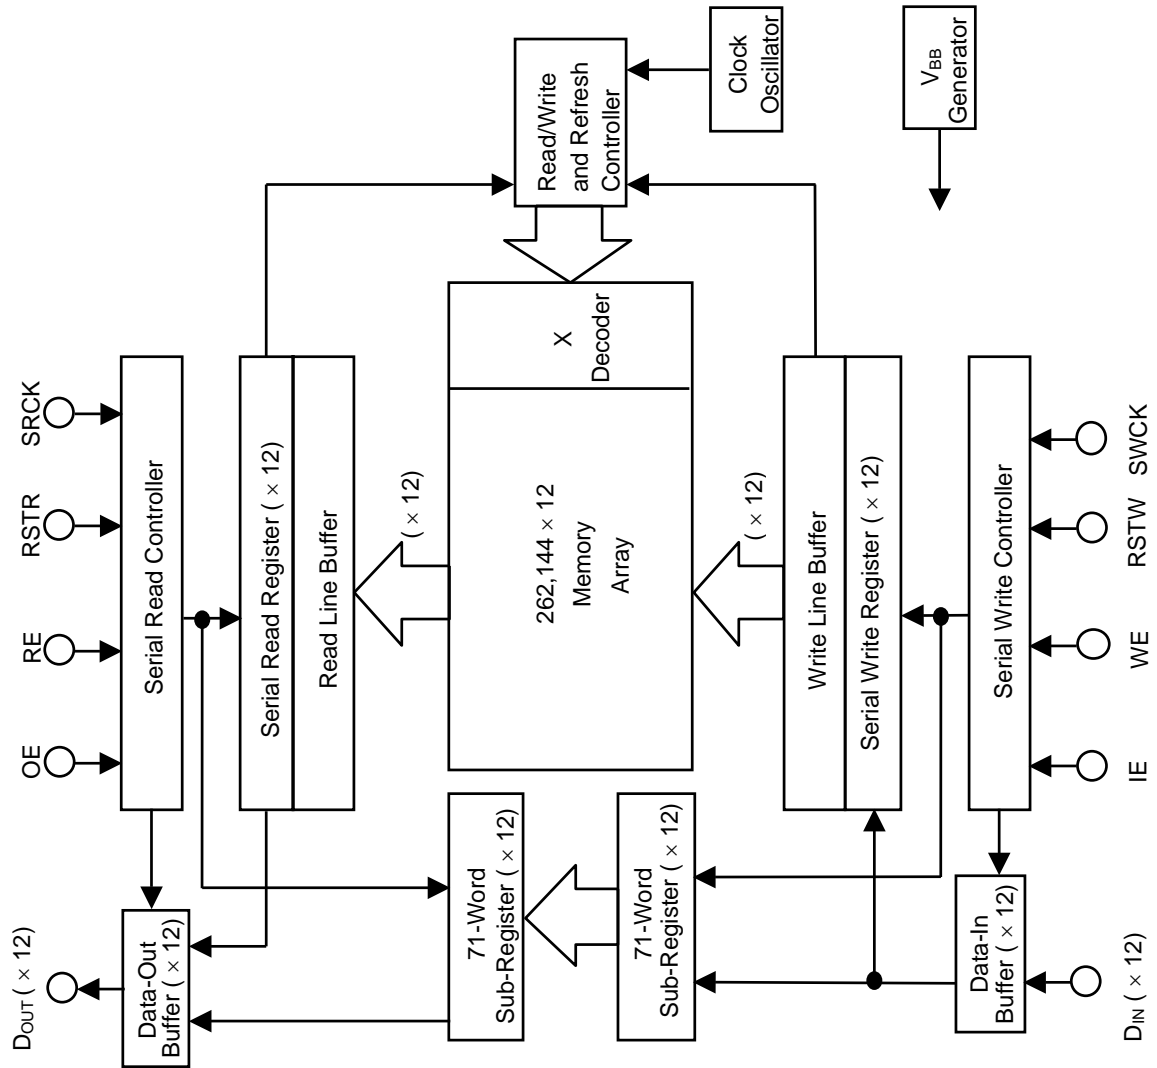 DOUT ( × 12)
OE
RE
RSTR
SRCK
Data-Out
Buffer ( × 12)
Serial Read Controller
Serial Read Register ( × 12)
Read Line Buffer
71-Word
Sub-Register ( × 12)
( × 12)
262,144 × 12
Memory
Array
X
Decoder
Read/Write
and Refresh
Controller
Clock
Oscillator
71-Word
Sub-Register ( × 12)
( × 12)
Write Line Buffer
Serial Write Register ( × 12)
Data-In
Buffer ( × 12)
Serial Write Controller
VBB
Generator
DIN ( × 12)
IE
WE
RSTW
SWCK